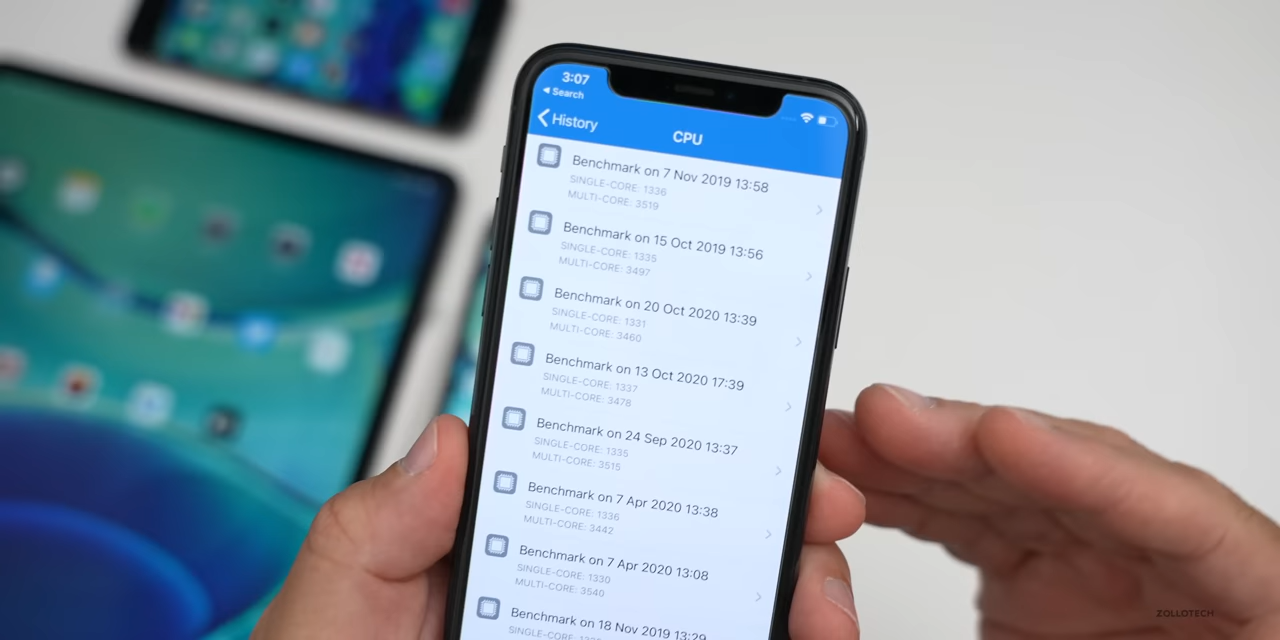 3:07
Search
History
CPU
Benchmark on 7 Nov 2019 13:58
SINGLE-CORE: 1336
MULTI-CORE: 3519
Benchmark on 15 Oct 2019 13:56
SINGLE-CORE: 1335
MULTI-CORE: 3497
Benchmark on 20 Oct 2020 13:39
SINGLE-CORE: 1331
MULTI-CORE: 3460
Benchmark on 13 Oct 2020 17:39
SINGLE-CORE: 1337
MULTI-CORE: 3478
Benchmark on 24 Sep 2020 13:37
SINGLE-CORE: 1335
MULTI-CORE: 3515
Benchmark on 7 Apr 2020 13:38
SINGLE-CORE: 1336
MULTI-CORE: 3442
Benchmark on 7 Apr 2020 13:08
SINGLE-CORE: 1330
MULTI-CORE: 3540
Benchmark on 18 Nov 2019 13:29
SINGLE-CORE:
ZOLLOTECH